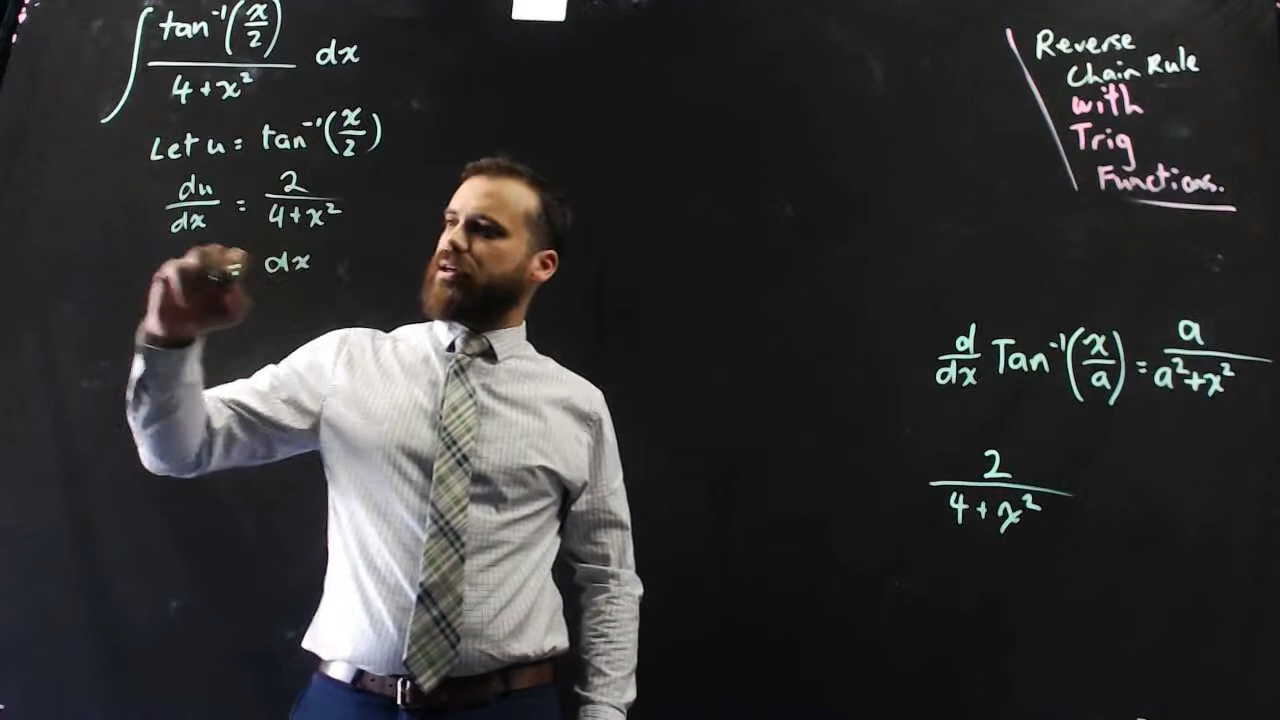 ∫ tan⁻¹(x/2) / 4+x² dx
Let u = tan⁻¹(x/2)
du/dx = 2/4+x²
= dx
Reverse
Chain Rule
with
Trig
Functions.
d/dx Tan⁻¹(x/a) = a/a²+x²
2/4+x²